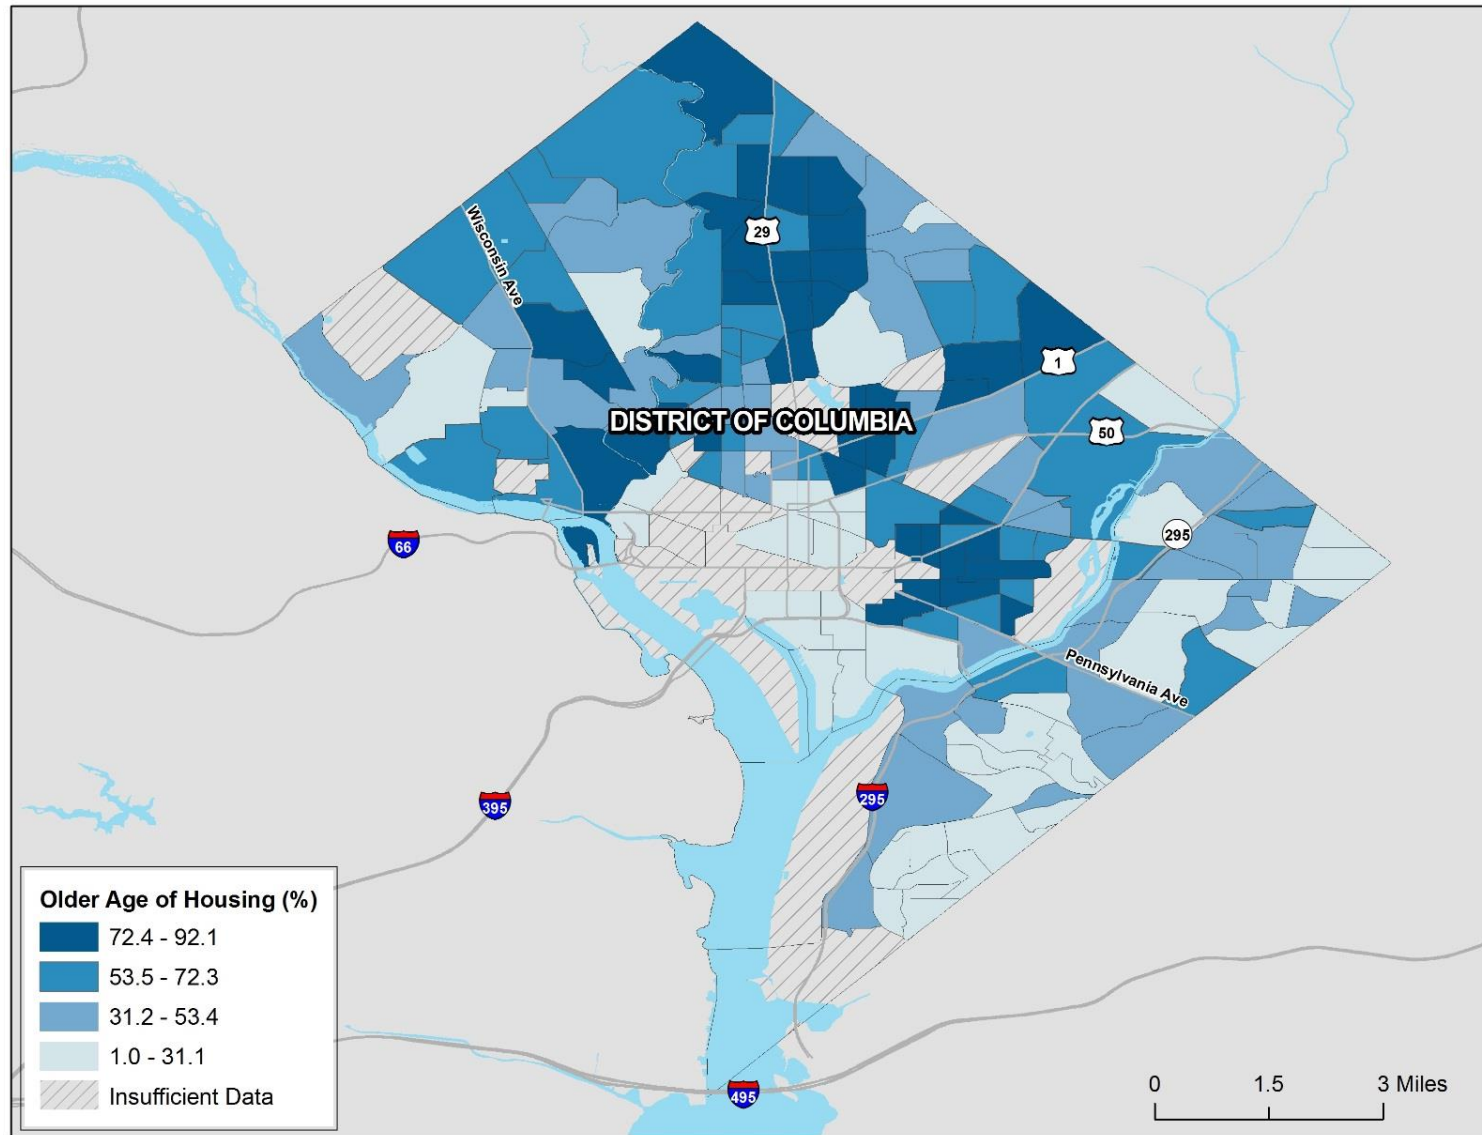 Wisconsin Ave
29
1
DISTRICT OF COLUMBIA
50
66
295
Pennsylvania Ave
395
295
Older Age of Housing (%)
72.4 - 92.1
53.5 - 72.3
31.2 - 53.4
1.0 - 31.1
Insufficient Data
495
0 1.5 3 Miles